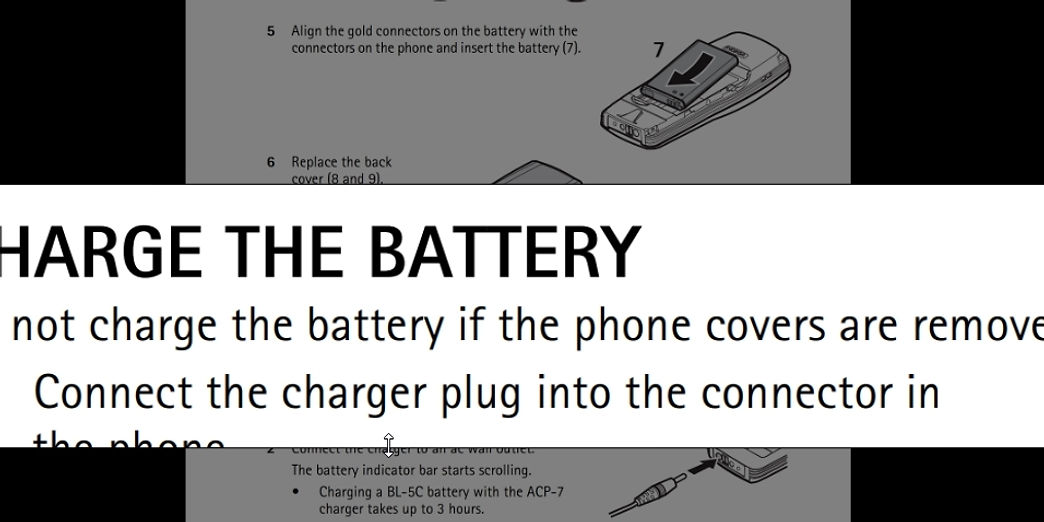 5 Align the gold connectors on the battery with the
connectors on the phone and insert the battery (7).
7
6 Replace the back
cover (8 and 9).
HARGE THE BATTERY
not charge the battery if the phone covers are remove
Connect the charger plug into the connector in
the phone
2 Connect the charger to an ac wall outlet.
The battery indicator bar starts scrolling.
• Charging a BL-5C battery with the ACP-7
charger takes up to 3 hours.